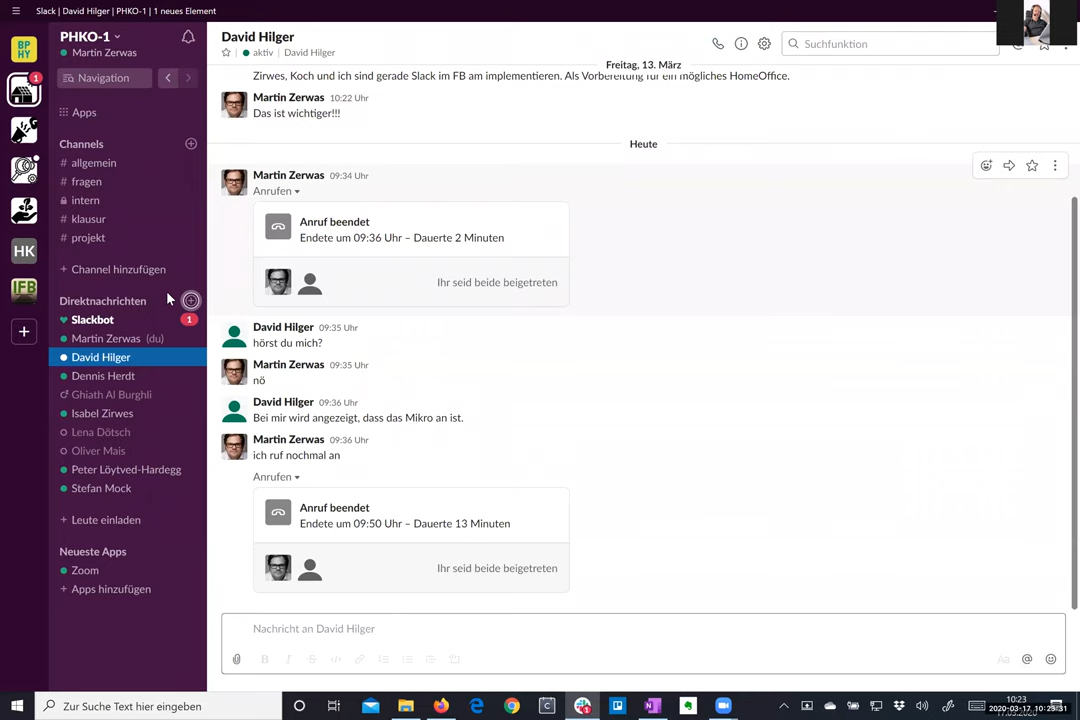 Slack | David Hilger | PHKO-1 | 1 neues Element
BP
HY
1
HK
IFB
PHKO-1
Martin Zerwas
Navigation
Apps
Channels
# allgemein
# fragen
intern
# klausur
# projekt
+ Channel hinzufügen
Direktnachrichten
Slackbot 1
Martin Zerwas (du)
David Hilger
Dennis Herdt
Ghiath Al Burghli
Isabel Zirwes
Lena Dötsch
Oliver Mais
Peter Löytved-Hardegg
Stefan Mock
+ Leute einladen
Neueste Apps
Zoom
+ Apps hinzufügen
David Hilger
aktiv | David Hilger
Suchfunktion
Freitag, 13. März
Zirwes, Koch und ich sind gerade Slack im FB am implementieren. Als Vorbereitung für ein mögliches HomeOffice.
Martin Zerwas 10:22 Uhr
Das ist wichtiger!!!
Heute
Martin Zerwas 09:34 Uhr
Anrufen
Anruf beendet
Endete um 09:36 Uhr – Dauerte 2 Minuten
Ihr seid beide beigetreten
David Hilger 09:35 Uhr
hörst du mich?
Martin Zerwas 09:35 Uhr
nö
David Hilger 09:36 Uhr
Bei mir wird angezeigt, dass das Mikro an ist.
Martin Zerwas 09:36 Uhr
ich ruf nochmal an
Anrufen
Anruf beendet
Endete um 09:50 Uhr – Dauerte 13 Minuten
Ihr seid beide beigetreten
Nachricht an David Hilger
B I S </> Aa @
Zur Suche Text hier eingeben
10:23
2020-03-17 10:23:31